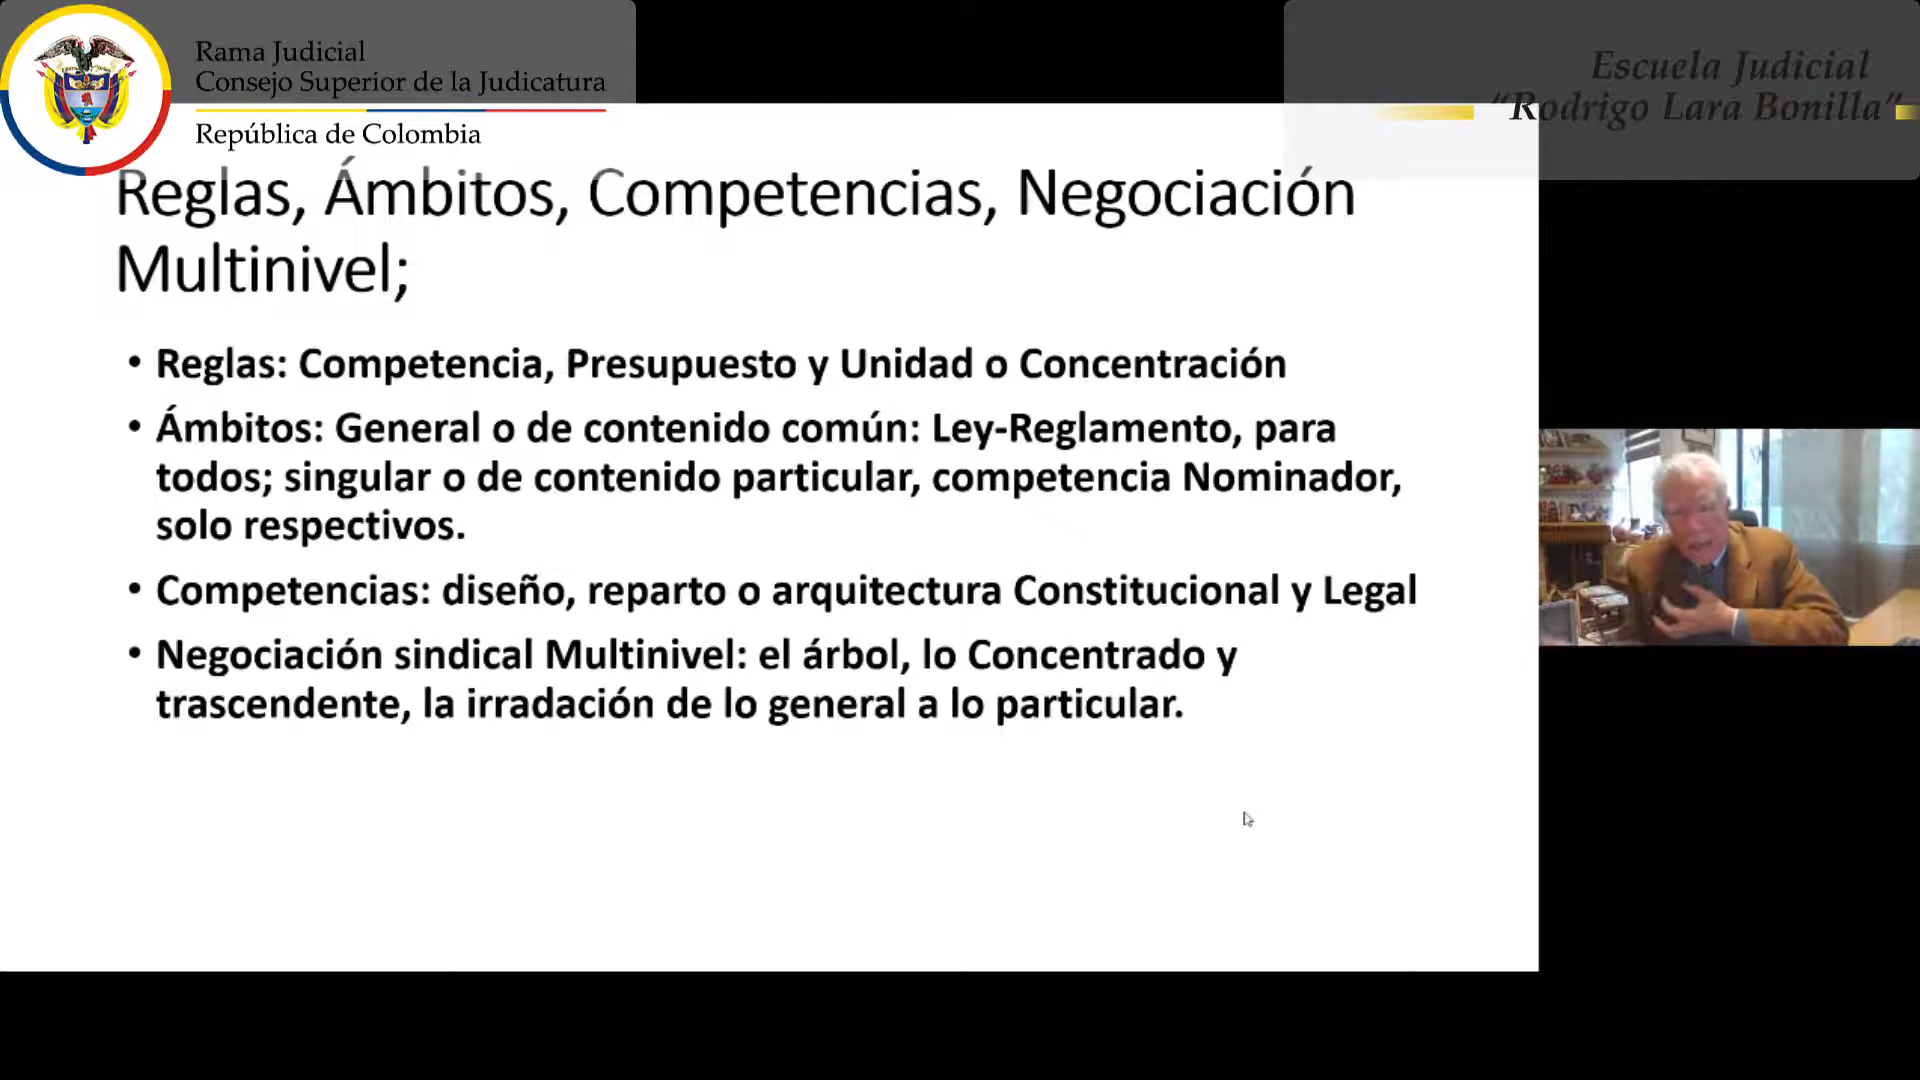 Rama Judicial
Consejo Superior de la Judicatura
República de Colombia
Escuela Judicial
"Rodrigo Lara Bonilla"
Reglas, Ámbitos, Competencias, Negociación
Multinivel;
• Reglas: Competencia, Presupuesto y Unidad o Concentración
• Ámbitos: General o de contenido común: Ley-Reglamento, para
todos; singular o de contenido particular, competencia Nominador,
solo respectivos.
• Competencias: diseño, reparto o arquitectura Constitucional y Legal
• Negociación sindical Multinivel: el árbol, lo Concentrado y
trascendente, la irradación de lo general a lo particular.